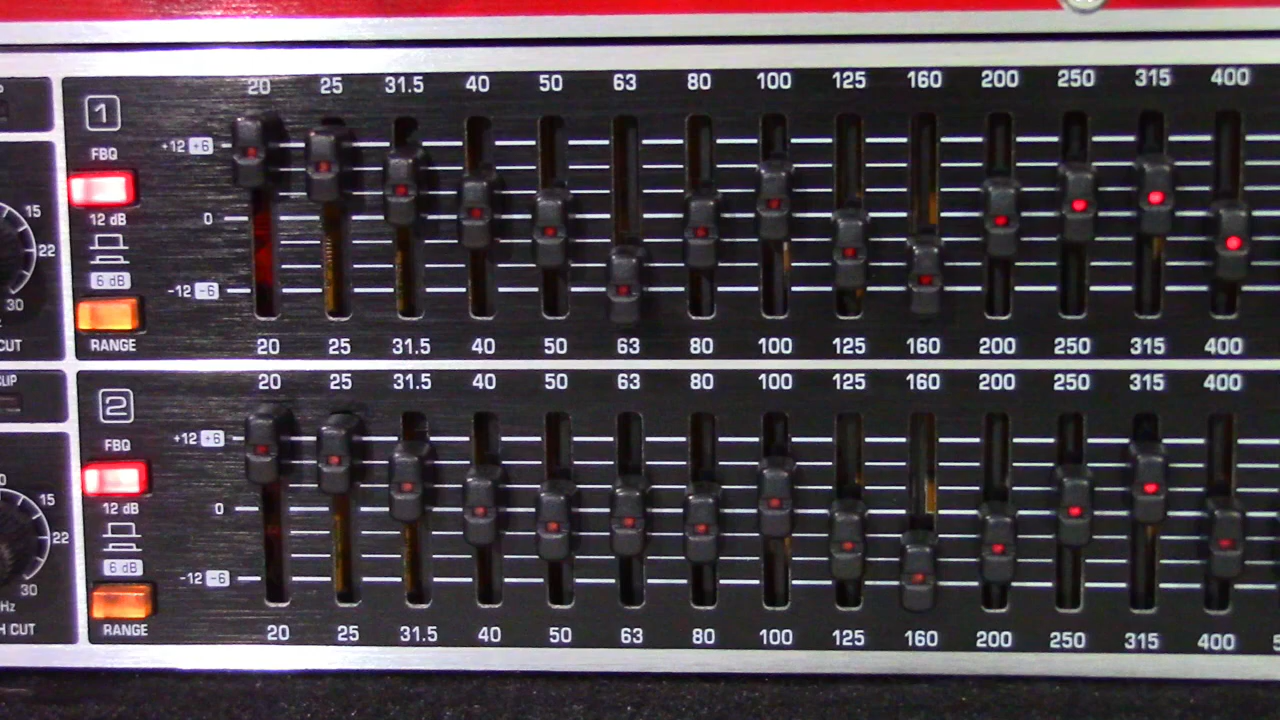 20 25 31.5 40 50 63 80 100 125 160 200 250 315 400
1
FBQ
+12 +6
15
12 dB
0
22
6 dB
-12 -6
30
CUT
RANGE
20 25 31.5 40 50 63 80 100 125 160 200 250 315 400
CLIP
20 25 31.5 40 50 63 80 100 125 160 200 250 315 400
2
FBQ
+12 +6
15
12 dB
0
22
6 dB
-12 -6
30
Hz
H CUT
RANGE
20 25 31.5 40 50 63 80 100 125 160 200 250 315 400